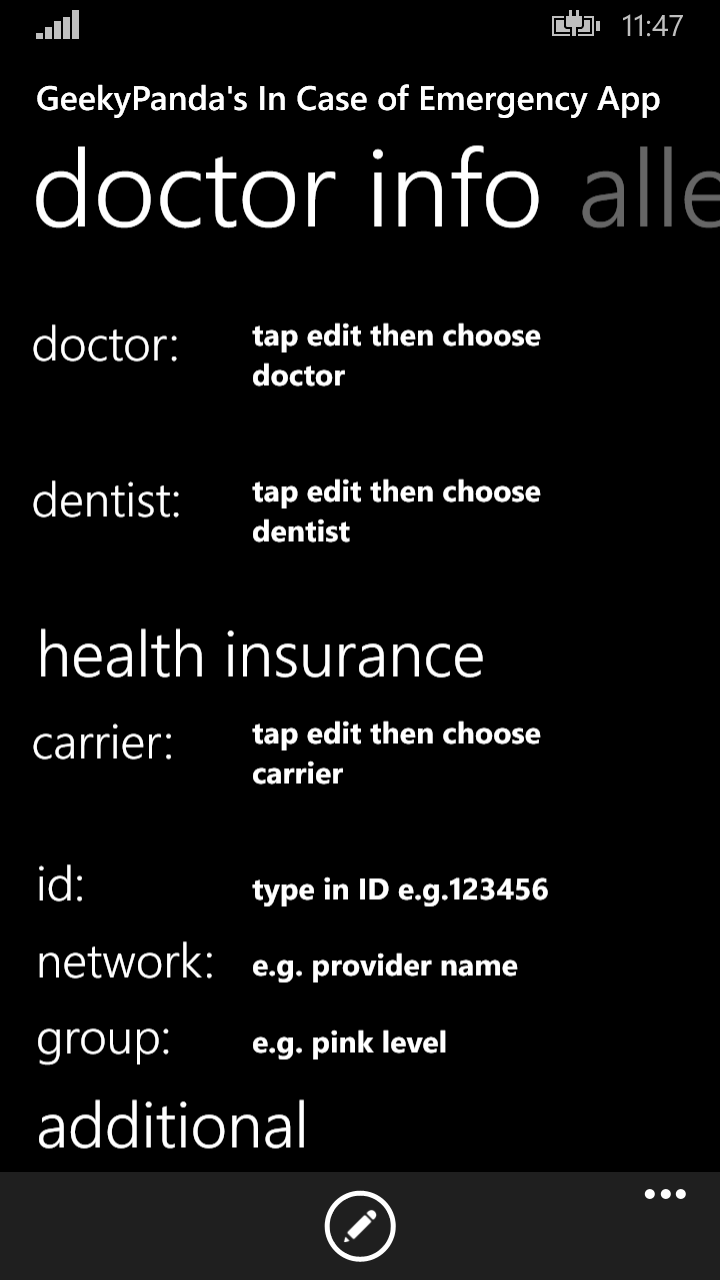 11:47
GeekyPanda's In Case of Emergency App
doctor info alle
doctor: tap edit then choose
doctor
dentist: tap edit then choose
dentist
health insurance
carrier: tap edit then choose
carrier
id: type in ID e.g.123456
network: e.g. provider name
group: e.g. pink level
additional